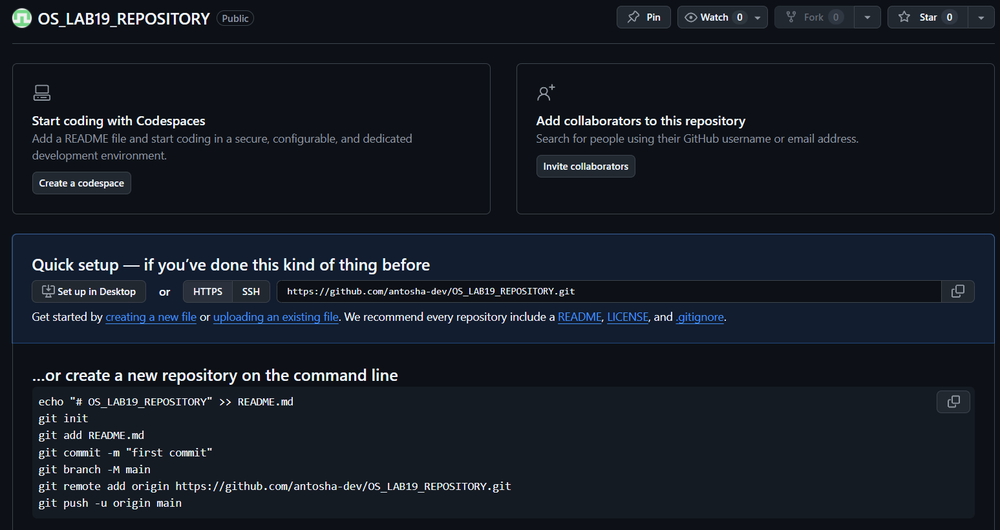 OS_LAB19_REPOSITORY Public
Pin Watch 0 Fork 0 Star 0
Start coding with Codespaces
Add a README file and start coding in a secure, configurable, and dedicated
development environment.
Create a codespace
Add collaborators to this repository
Search for people using their GitHub username or email address.
Invite collaborators
Quick setup — if you’ve done this kind of thing before
Set up in Desktop or HTTPS SSH https://github.com/antosha-dev/OS_LAB19_REPOSITORY.git
Get started by creating a new file or uploading an existing file. We recommend every repository include a README, LICENSE, and .gitignore.
…or create a new repository on the command line
echo "# OS_LAB19_REPOSITORY" >> README.md
git init
git add README.md
git commit -m "first commit"
git branch -M main
git remote add origin https://github.com/antosha-dev/OS_LAB19_REPOSITORY.git
git push -u origin main